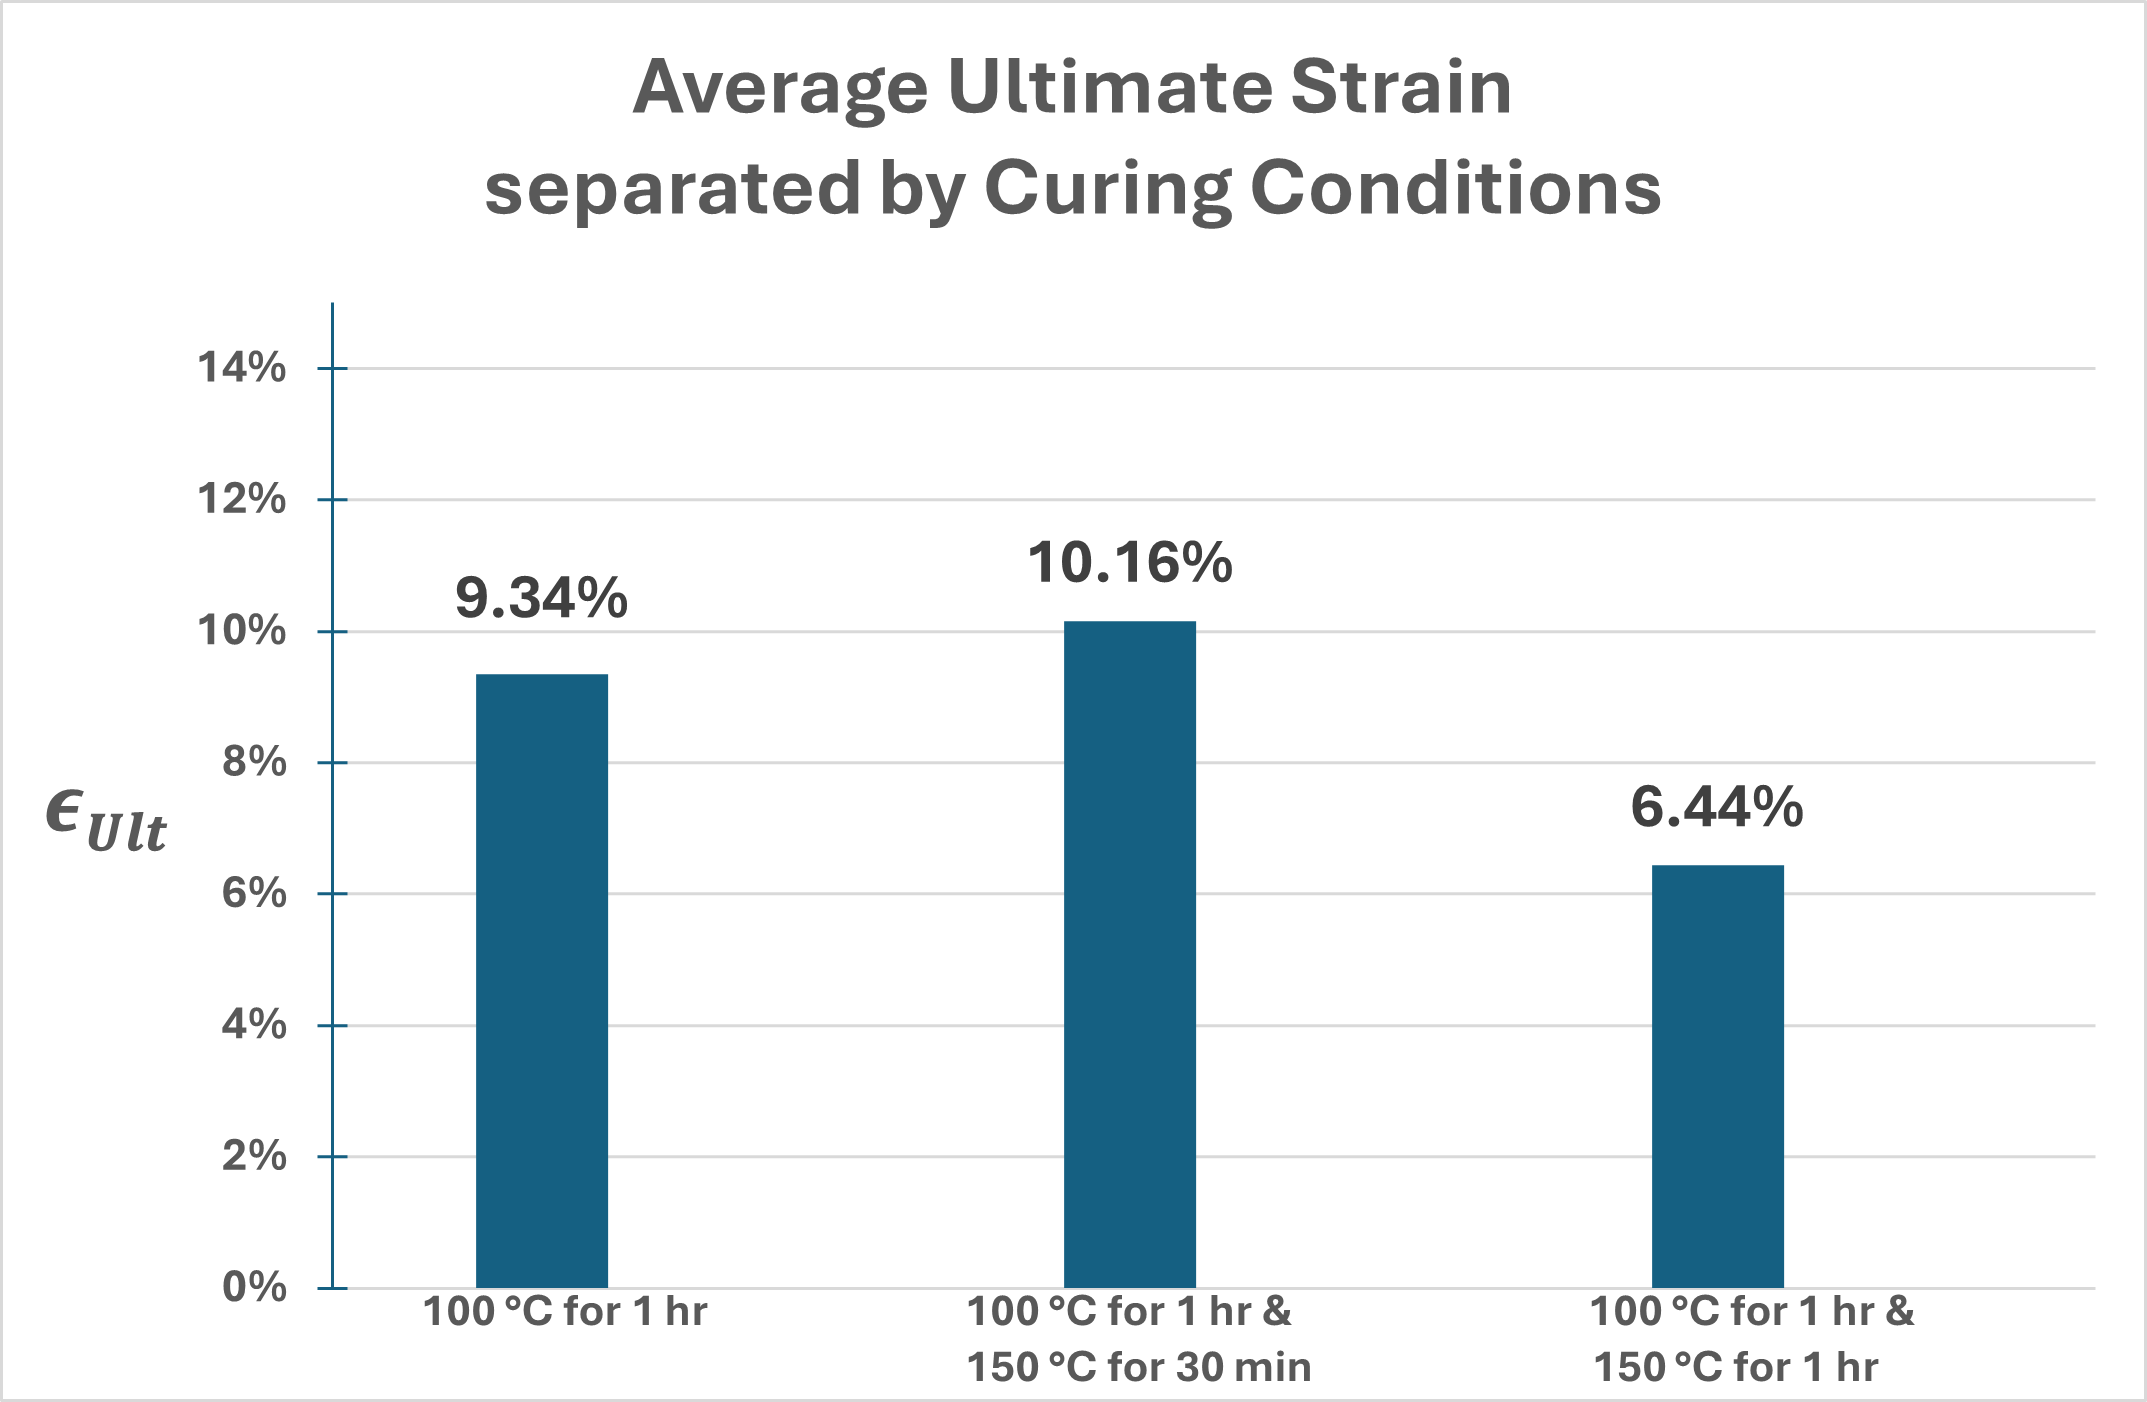 Average Ultimate Strain
separated by Curing Conditions
14%
12%
10.16%
9.34%
10%
8%
6.44%
ϵUlt
6%
4%
2%
0%
100 °C for 1 hr
100 °C for 1 hr &
150 °C for 30 min
100 °C for 1 hr &
150 °C for 1 hr